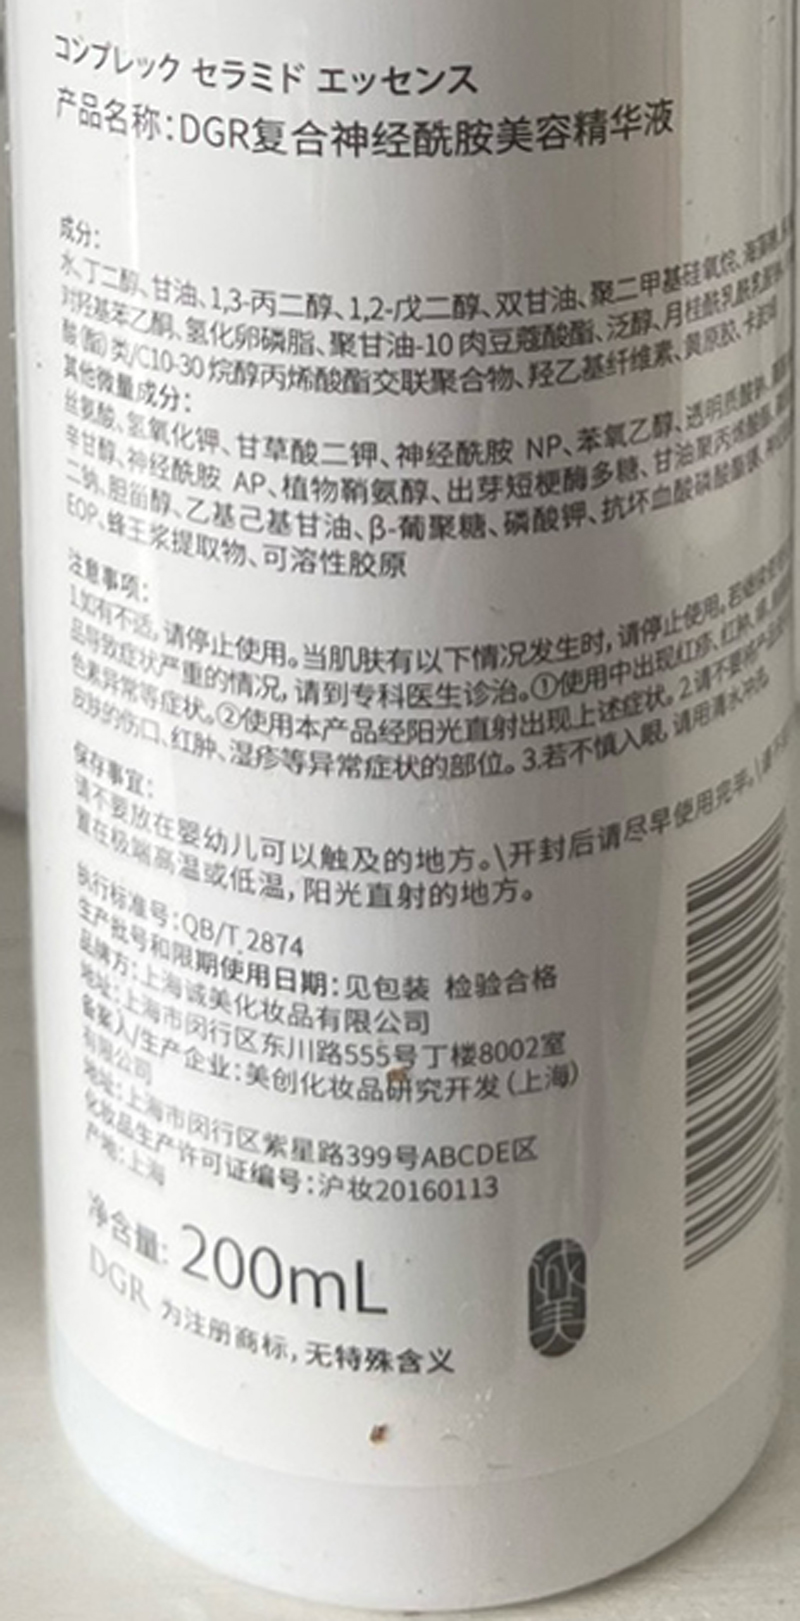 コンプレック セラミド エッセンス
产品名称：DGR复合神经酰胺美容精华液
成分：
水、丁二醇、甘油、1,3-丙二醇、1,2-戊二醇、双甘油、聚二甲基硅氧烷、海藻糖、
对羟基苯乙酮、氢化卵磷脂、聚甘油-10 肉豆蔻酸酯、泛醇、月桂酰乳酰乳酸钠、
酸(酯)类/C10-30 烷醇丙烯酸酯交联聚合物、羟乙基纤维素、黄原胶、卡波姆
其他微量成分：
丝氨酸、氢氧化钾、甘草酸二钾、神经酰胺 NP、苯氧乙醇、透明质酸钠、
辛甘醇、神经酰胺 AP、植物鞘氨醇、出芽短梗酶多糖、甘油聚丙烯酸酯、
二钠、胆甾醇、乙基己基甘油、β-葡聚糖、磷酸钾、抗坏血酸磷酸酯镁、
EOP、蜂王浆提取物、可溶性胶原
注意事项：
1.如有不适，请停止使用。当肌肤有以下情况发生时，请停止使用。若继续使用
品导致症状严重的情况，请到专科医生诊治。①使用中出现红疹、红肿、
色素异常等症状。②使用本产品经阳光直射出现上述症状。2.请不要将产品
皮肤的伤口、红肿、湿疹等异常症状的部位。3.若不慎入眼，请用清水冲洗。
保存事宜：
请不要放在婴幼儿可以触及的地方。\开封后请尽早使用完毕。\请不
置在极端高温或低温，阳光直射的地方。
执行标准号：QB/T 2874
生产批号和限期使用日期：见包装 检验合格
品牌方：上海诚美化妆品有限公司
地址：上海市闵行区东川路555号丁楼8002室
备案人/生产企业：美创化妆品研究开发（上海）
有限公司
地址：上海市闵行区紫星路399号ABCDE区
化妆品生产许可证编号：沪妆20160113
产地：上海
净含量：200mL
DGR 为注册商标，无特殊含义
诚美